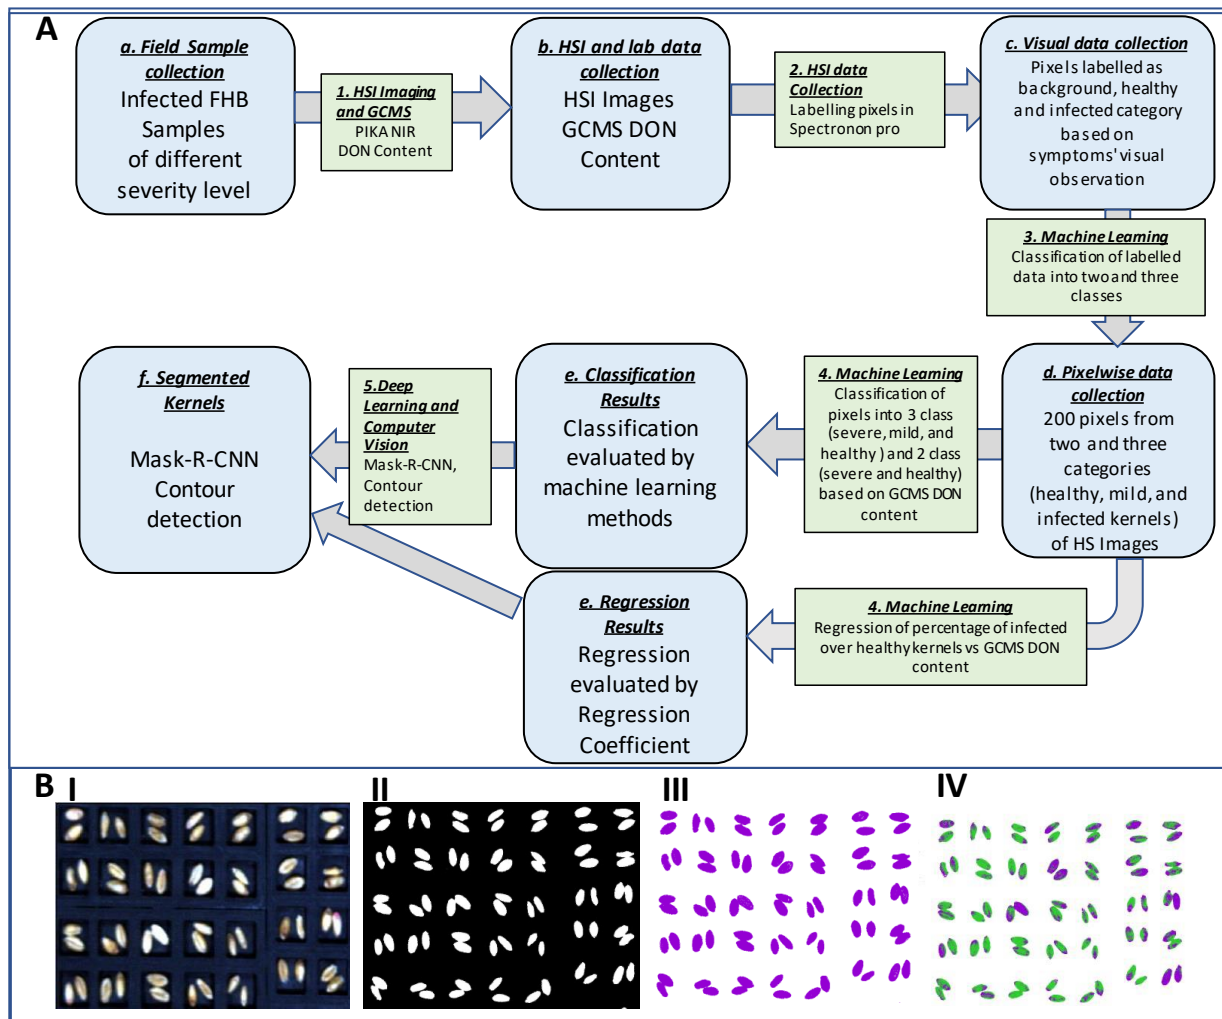 A
a. Field Sample
collection
Infected FHB
Samples
of different
severity level
1. HSI Imaging
and GCMS
PIKA NIR
DON Content
b. HSI and lab data
collection
HSI Images
GCMS DON
Content
2. HSI data
Collection
Labelling pixels in
Spectronon pro
c. Visual data collection
Pixels labelled as
background, healthy
and infected category
based on
symptoms' visual
observation
3. Machine Learning
Classification of labelled
data into two and three
classes
d. Pixelwise data
collection
200 pixels from
two and three
categories
(healthy, mild, and
infected kernels)
of HS Images
4. Machine Learning
Classification of
pixels into 3 class
(severe, mild, and
healthy ) and 2 class
(severe and healthy)
based on GCMS DON
content
e. Classification
Results
Classification
evaluated by
machine learning
methods
5.Deep
Learning and
Computer
Vision
Mask-R-CNN,
Contour
detection
f. Segmented
Kernels
Mask-R-CNN
Contour
detection
4. Machine Learning
Regression of percentage of infected
over healthy kernels vs GCMS DON
content
e. Regression
Results
Regression
evaluated by
Regression
Coefficient
B
I
II
III
IV